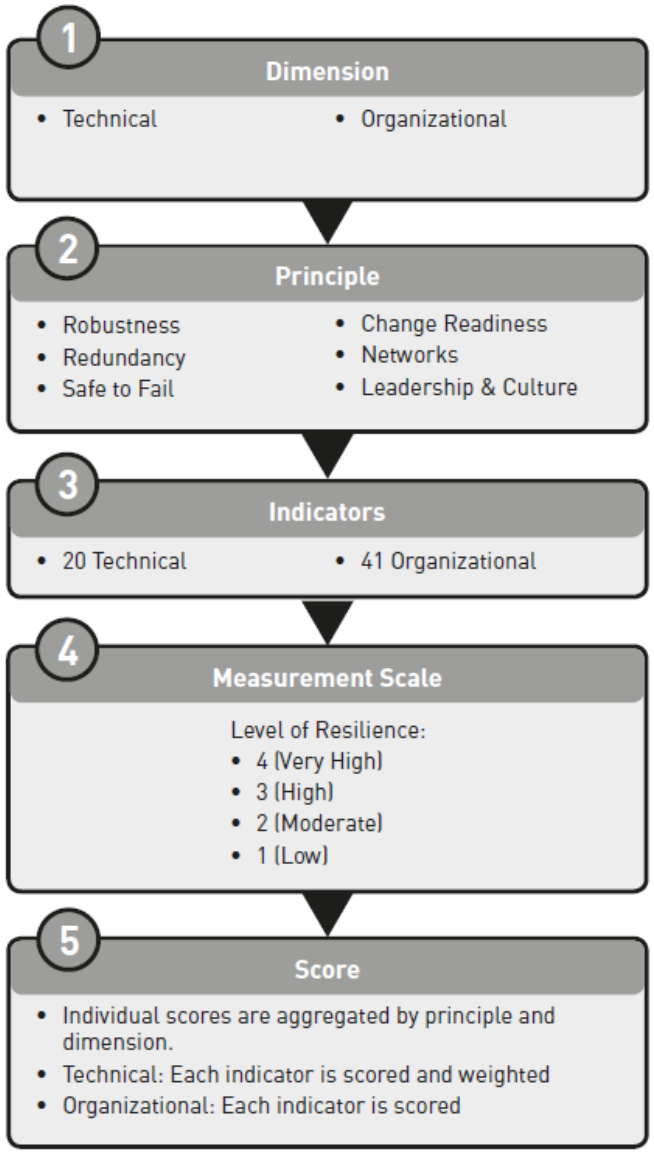 1
Dimension
• Technical
• Organizational
2
Principle
• Robustness
• Redundancy
• Safe to Fail
• Change Readiness
• Networks
• Leadership & Culture
3
Indicators
• 20 Technical
• 41 Organizational
4
Measurement Scale
Level of Resilience:
• 4 (Very High)
• 3 (High)
• 2 (Moderate)
• 1 (Low)
5
Score
• Individual scores are aggregated by principle and
dimension.
• Technical: Each indicator is scored and weighted
• Organizational: Each indicator is scored